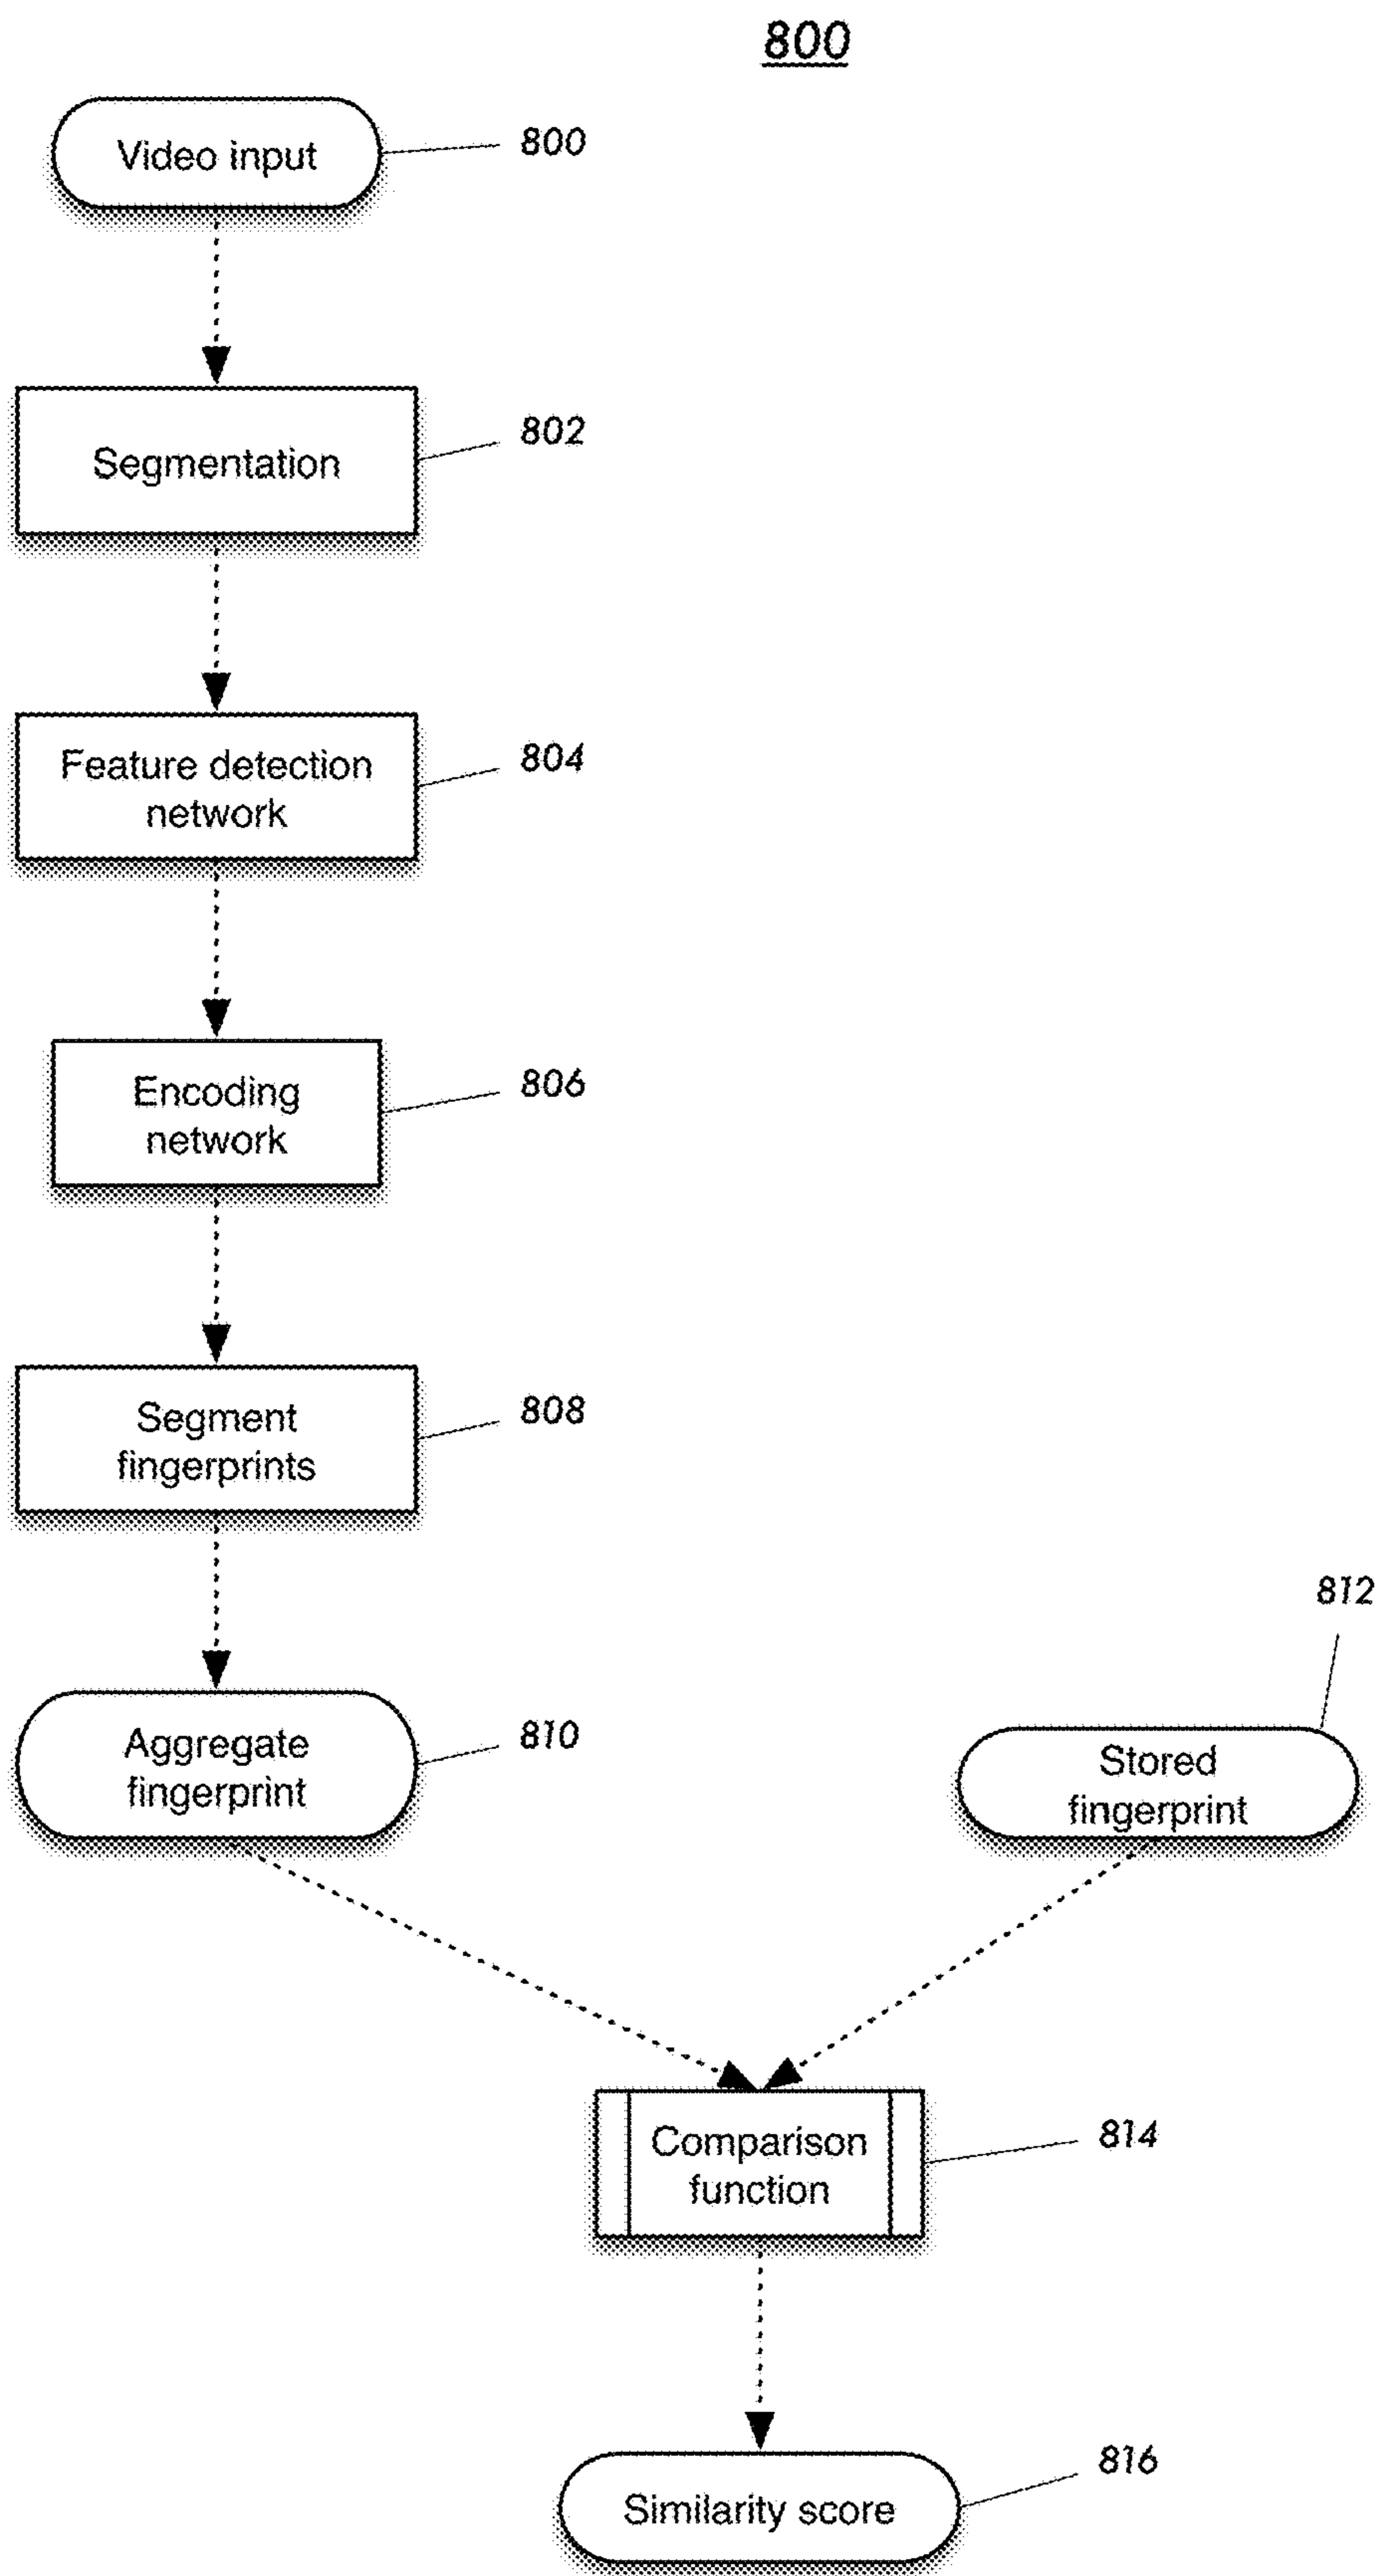 800
Video input
800
Segmentation
802
Feature detection
network
804
Encoding
network
806
Segment
fingerprints
808
Aggregate
fingerprint
810
812
Stored
fingerprint
Comparison
function
814
Similarity score
816